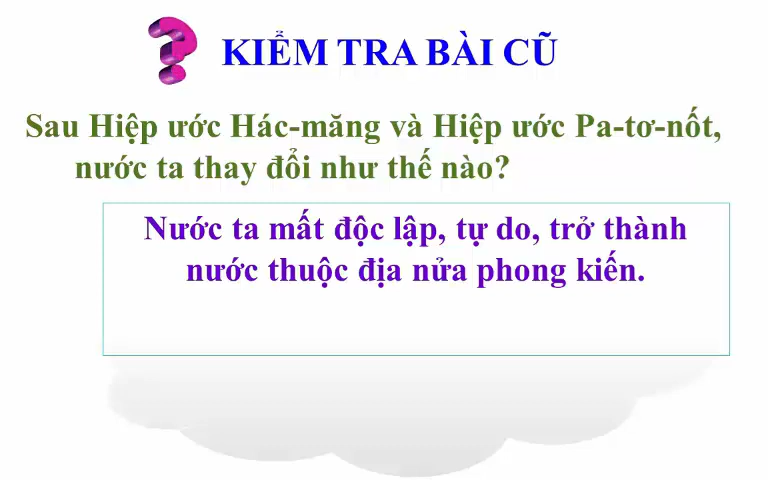 KIỂM TRA BÀI CŨ
Sau Hiệp ước Hác-măng và Hiệp ước Pa-tơ-nốt,
nước ta thay đổi như thế nào?
Nước ta mất độc lập, tự do, trở thành
nước thuộc địa nửa phong kiến.